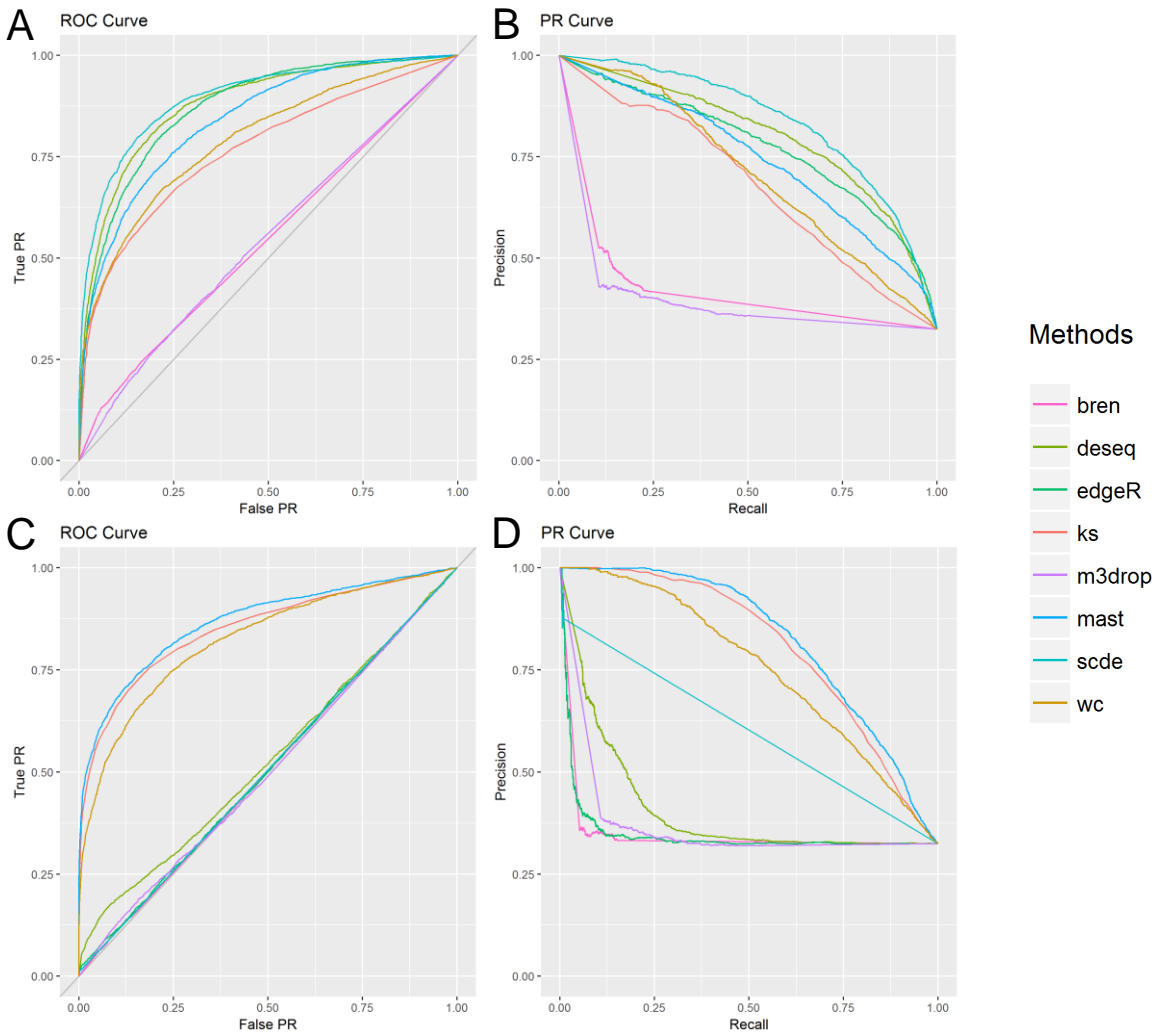 A
ROC Curve
1.00
0.75
0.50
0.25
0.00
True PR
0.00 0.25 0.50 0.75 1.00
False PR
B
PR Curve
1.00
0.75
0.50
0.25
0.00
Precision
0.00 0.25 0.50 0.75 1.00
Recall
C
ROC Curve
1.00
0.75
0.50
0.25
0.00
True PR
0.00 0.25 0.50 0.75 1.00
False PR
D
PR Curve
1.00
0.75
0.50
0.25
0.00
Precision
0.00 0.25 0.50 0.75 1.00
Recall
Methods
bren
deseq
edgeR
ks
m3drop
mast
scde
wc